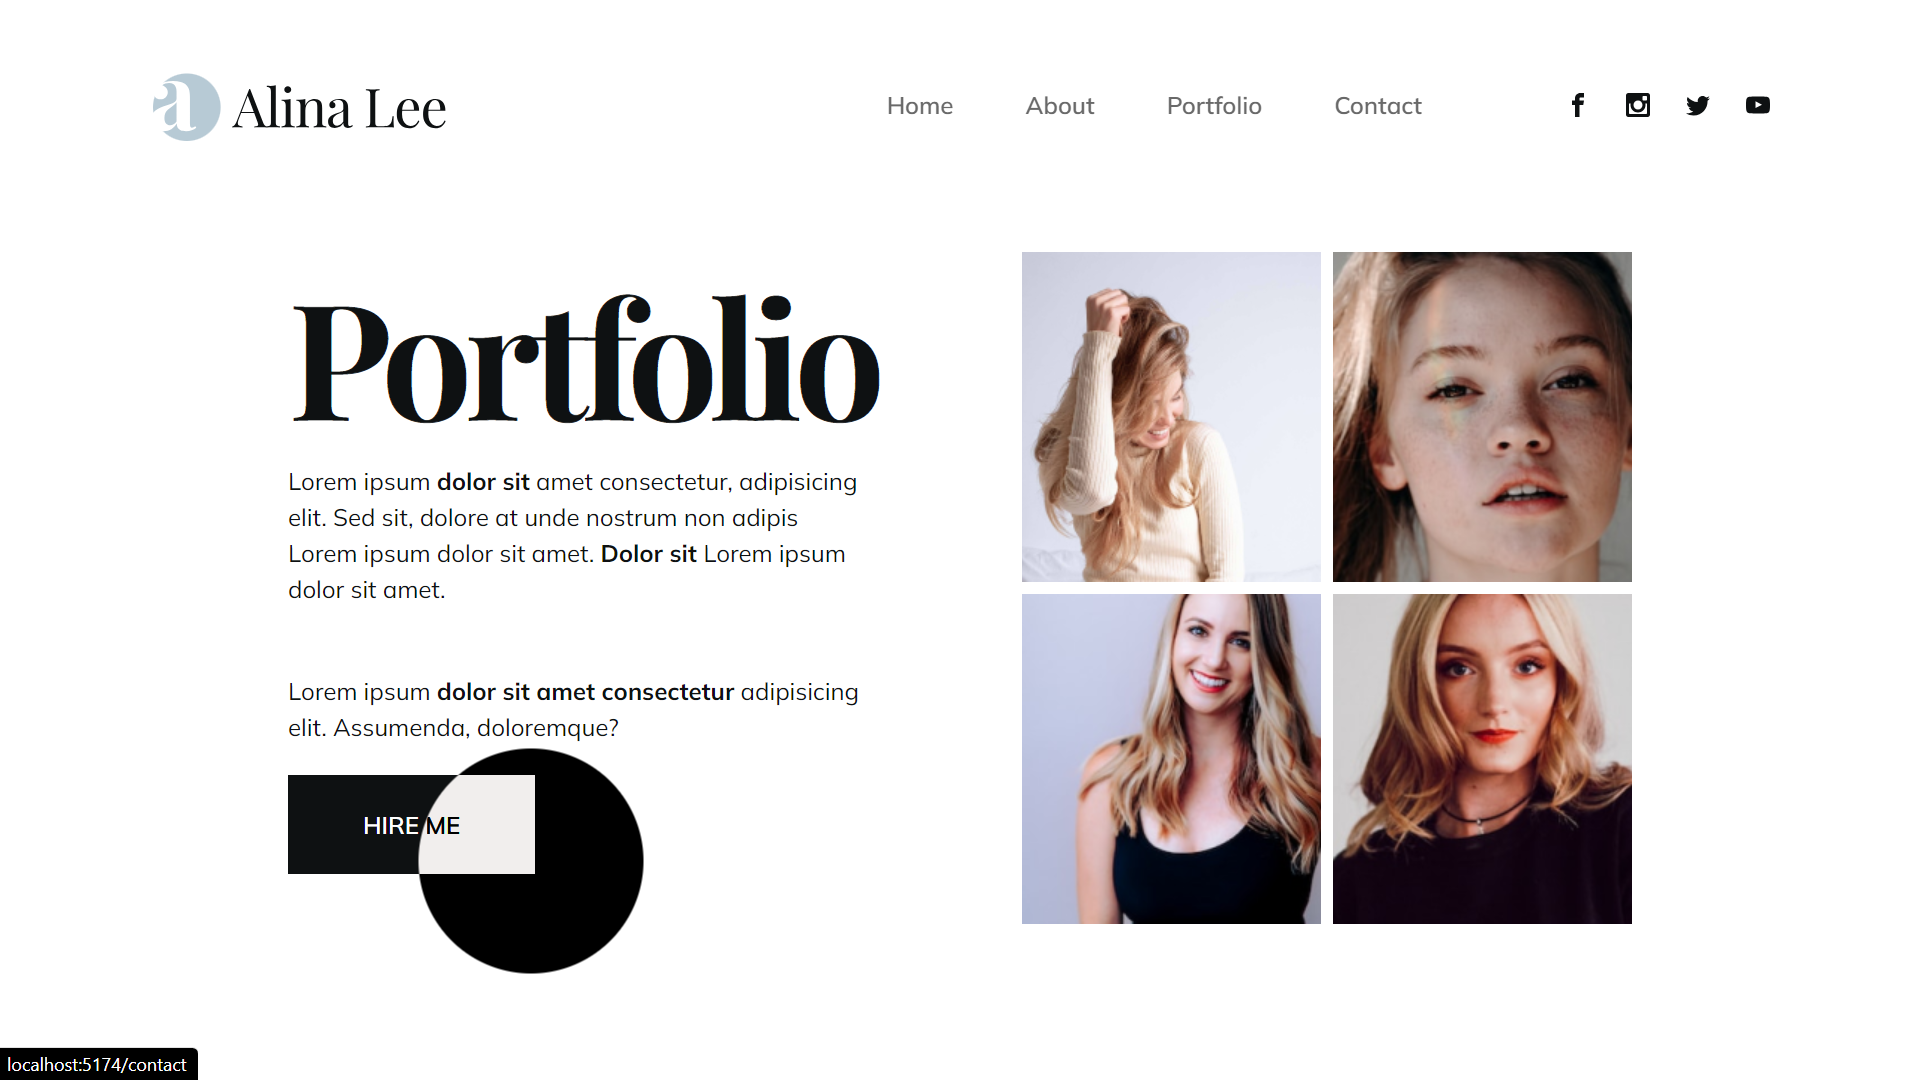 a Alina Lee
Home About Portfolio Contact
Portfolio
Lorem ipsum dolor sit amet consectetur, adipisicing
elit. Sed sit, dolore at unde nostrum non adipis
Lorem ipsum dolor sit amet. Dolor sit Lorem ipsum
dolor sit amet.
Lorem ipsum dolor sit amet consectetur adipisicing
elit. Assumenda, doloremque?
HIRE ME
localhost:5174/contact